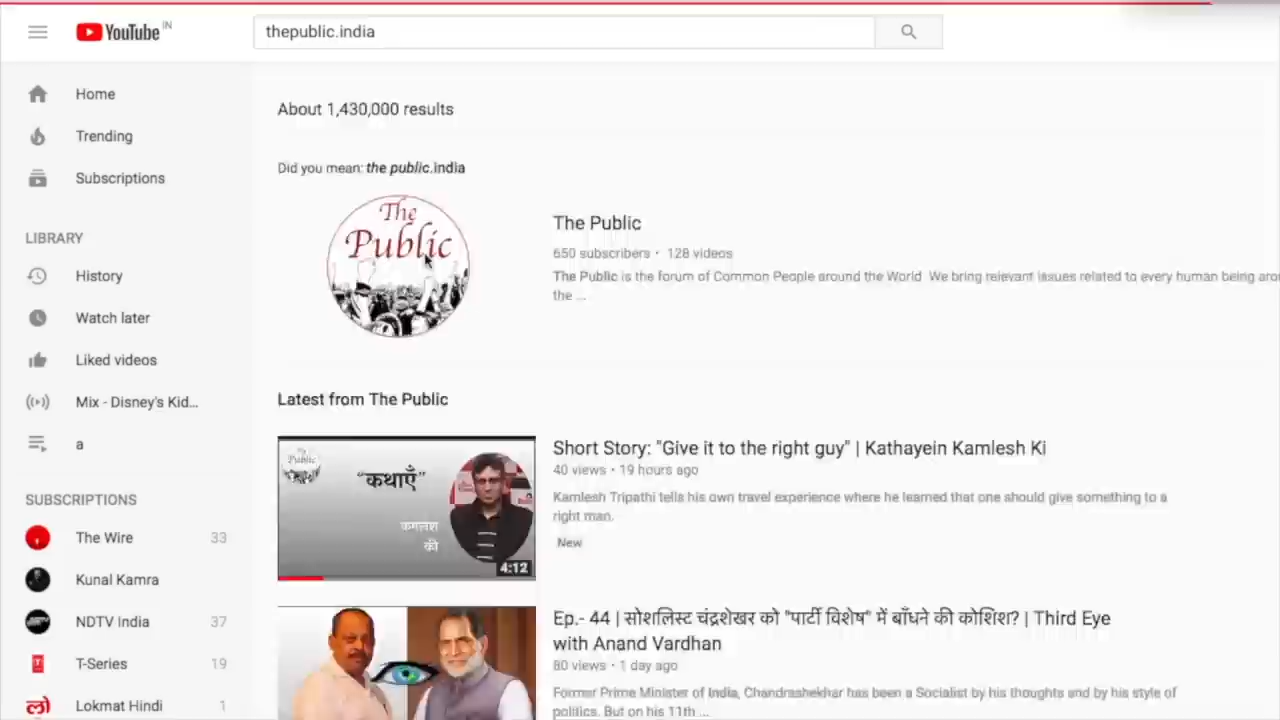 YouTube IN
thepublic.india
Home
Trending
Subscriptions
LIBRARY
History
Watch later
Liked videos
Mix - Disney's Kid...
a
SUBSCRIPTIONS
The Wire 33
Kunal Kamra
NDTV India 37
T-Series 19
Lokmat Hindi 1
About 1,430,000 results
Did you mean: the public.india
The
Public
The Public
650 subscribers • 128 videos
The Public is the forum of Common People around the World We bring relevant issues related to every human being aro
the ...
Latest from The Public
The
Public
"कथाएँ"
कमलेश
की
4:12
Short Story: "Give it to the right guy" | Kathayein Kamlesh Ki
40 views • 19 hours ago
Kamlesh Tripathi tells his own travel experience where he learned that one should give something to a
right man.
New
Ep.- 44 | सोशलिस्ट चंद्रशेखर को "पार्टी विशेष" में बाँधने की कोशिश? | Third Eye
with Anand Vardhan
80 views • 1 day ago
Former Prime Minister of India, Chandrashekhar has been a Socialist by his thoughts and by his style of
politics. But on his 11th ...